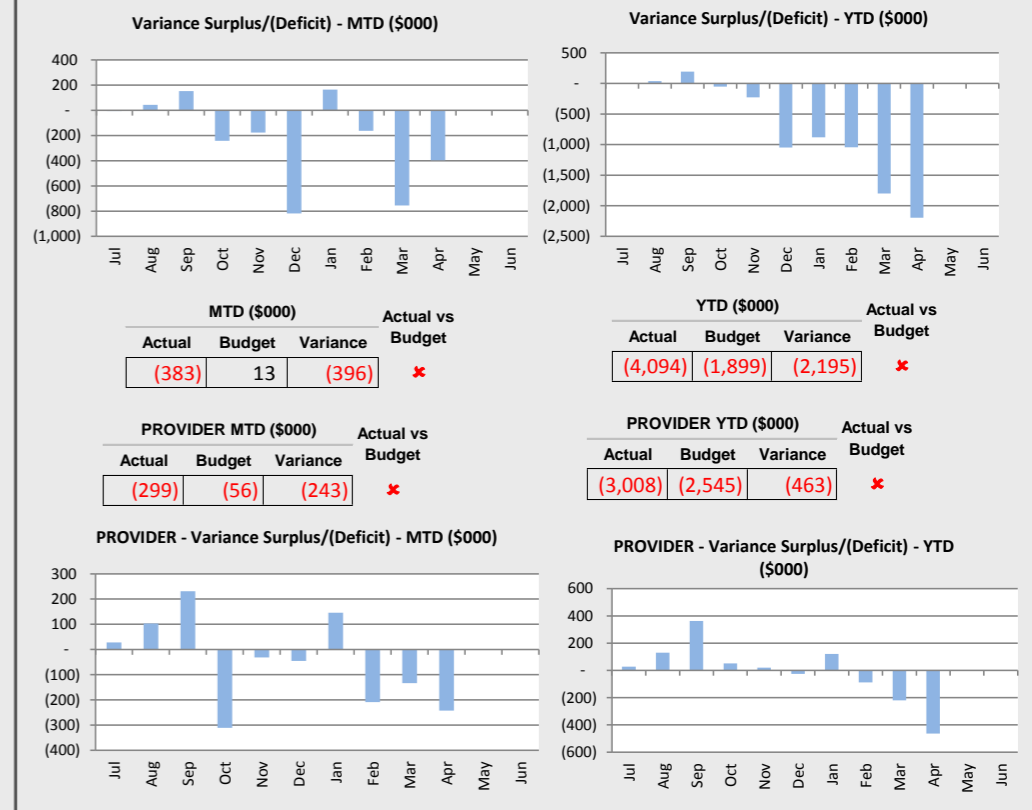 Variance Surplus/(Deficit) - MTD ($000)
400
200
-
(200)
(400)
(600)
(800)
(1,000)
Jul Aug Sep Oct Nov Dec Jan Feb Mar Apr May Jun
Variance Surplus/(Deficit) - YTD ($000)
500
-
(500)
(1,000)
(1,500)
(2,000)
(2,500)
Jul Aug Sep Oct Nov Dec Jan Feb Mar Apr May Jun
MTD ($000)
Actual vs
Budget
Actual Budget Variance
(383) 13 (396) ✘
YTD ($000)
Actual vs
Budget
Actual Budget Variance
(4,094) (1,899) (2,195) ✘
PROVIDER MTD ($000)
Actual vs
Budget
Actual Budget Variance
(299) (56) (243) ✘
PROVIDER YTD ($000)
Actual vs
Budget
Actual Budget Variance
(3,008) (2,545) (463) ✘
PROVIDER - Variance Surplus/(Deficit) - MTD ($000)
300
200
100
-
(100)
(200)
(300)
(400)
Jul Aug Sep Oct Nov Dec Jan Feb Mar Apr May Jun
PROVIDER - Variance Surplus/(Deficit) - YTD
($000)
600
400
200
-
(200)
(400)
(600)
Jul Aug Sep Oct Nov Dec Jan Feb Mar Apr May Jun